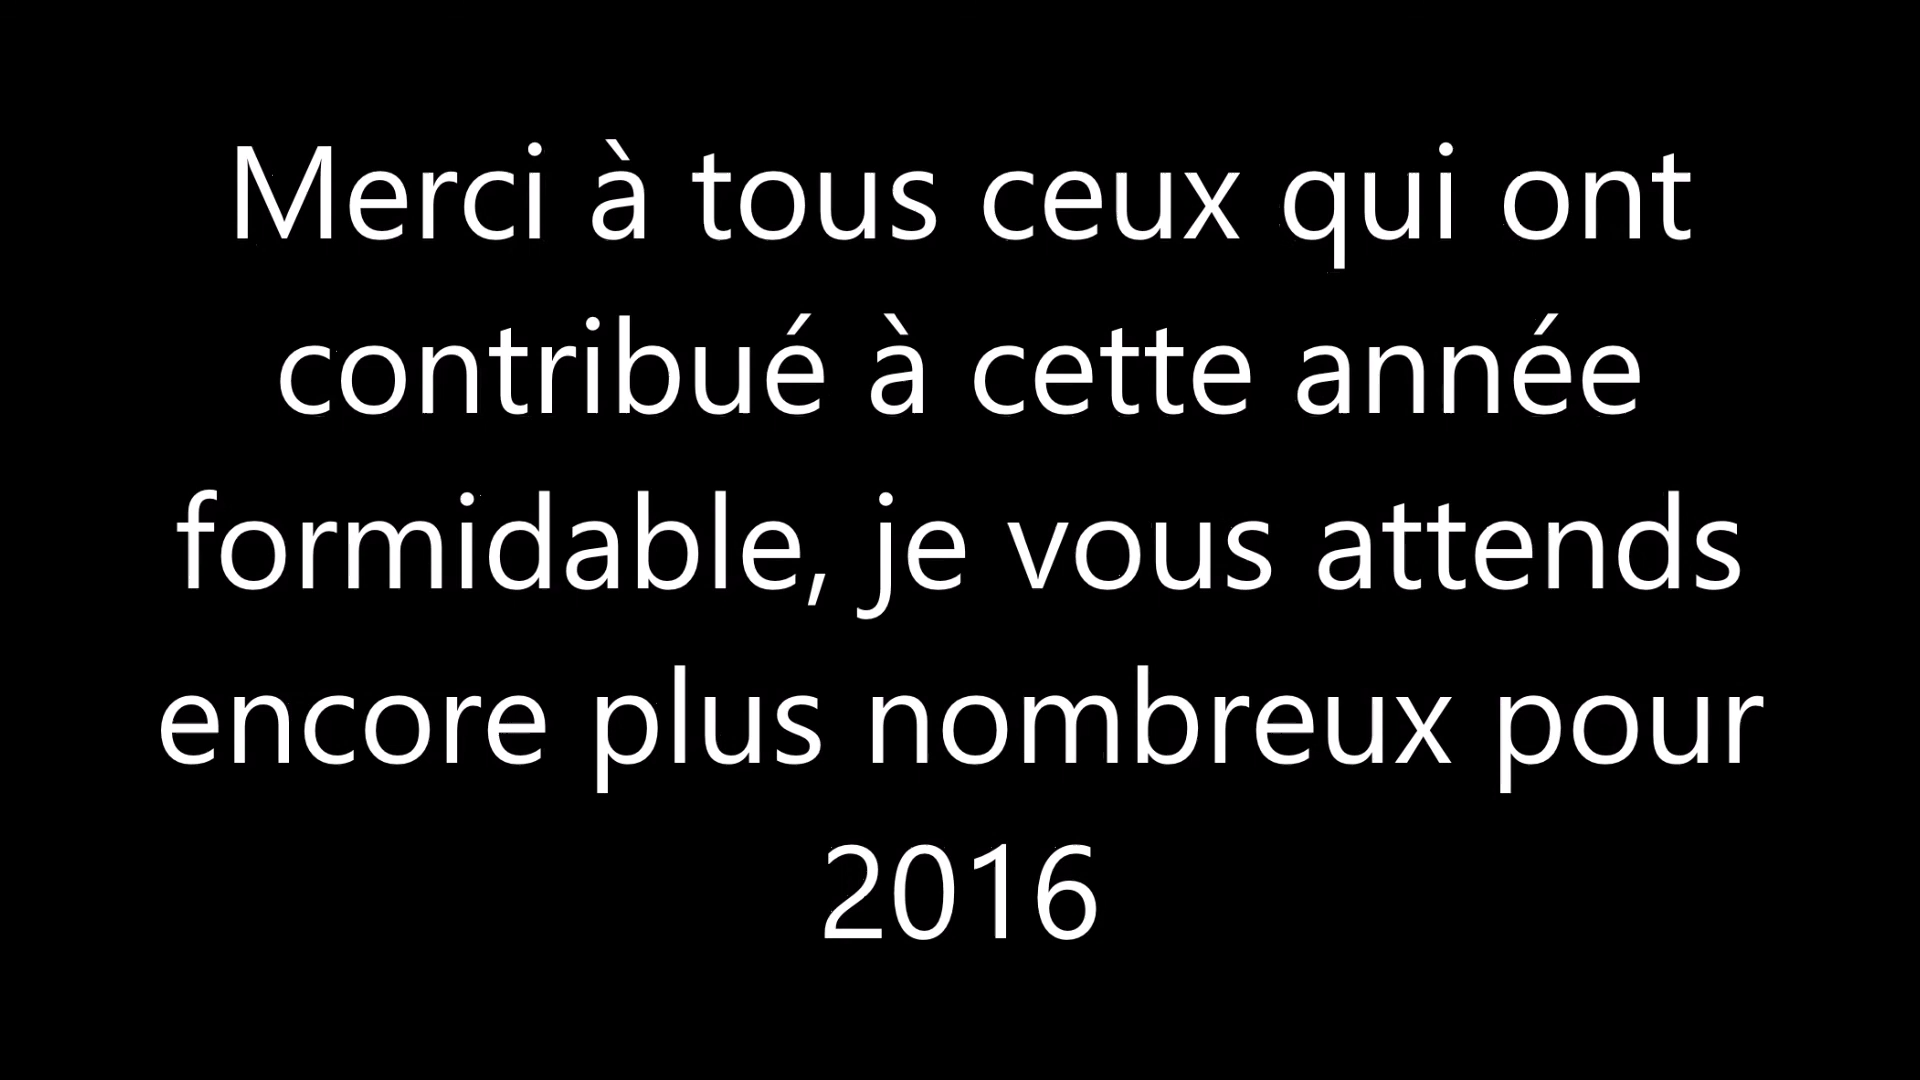 Merci à tous ceux qui ont
contribué à cette année
formidable, je vous attends
encore plus nombreux pour
2016